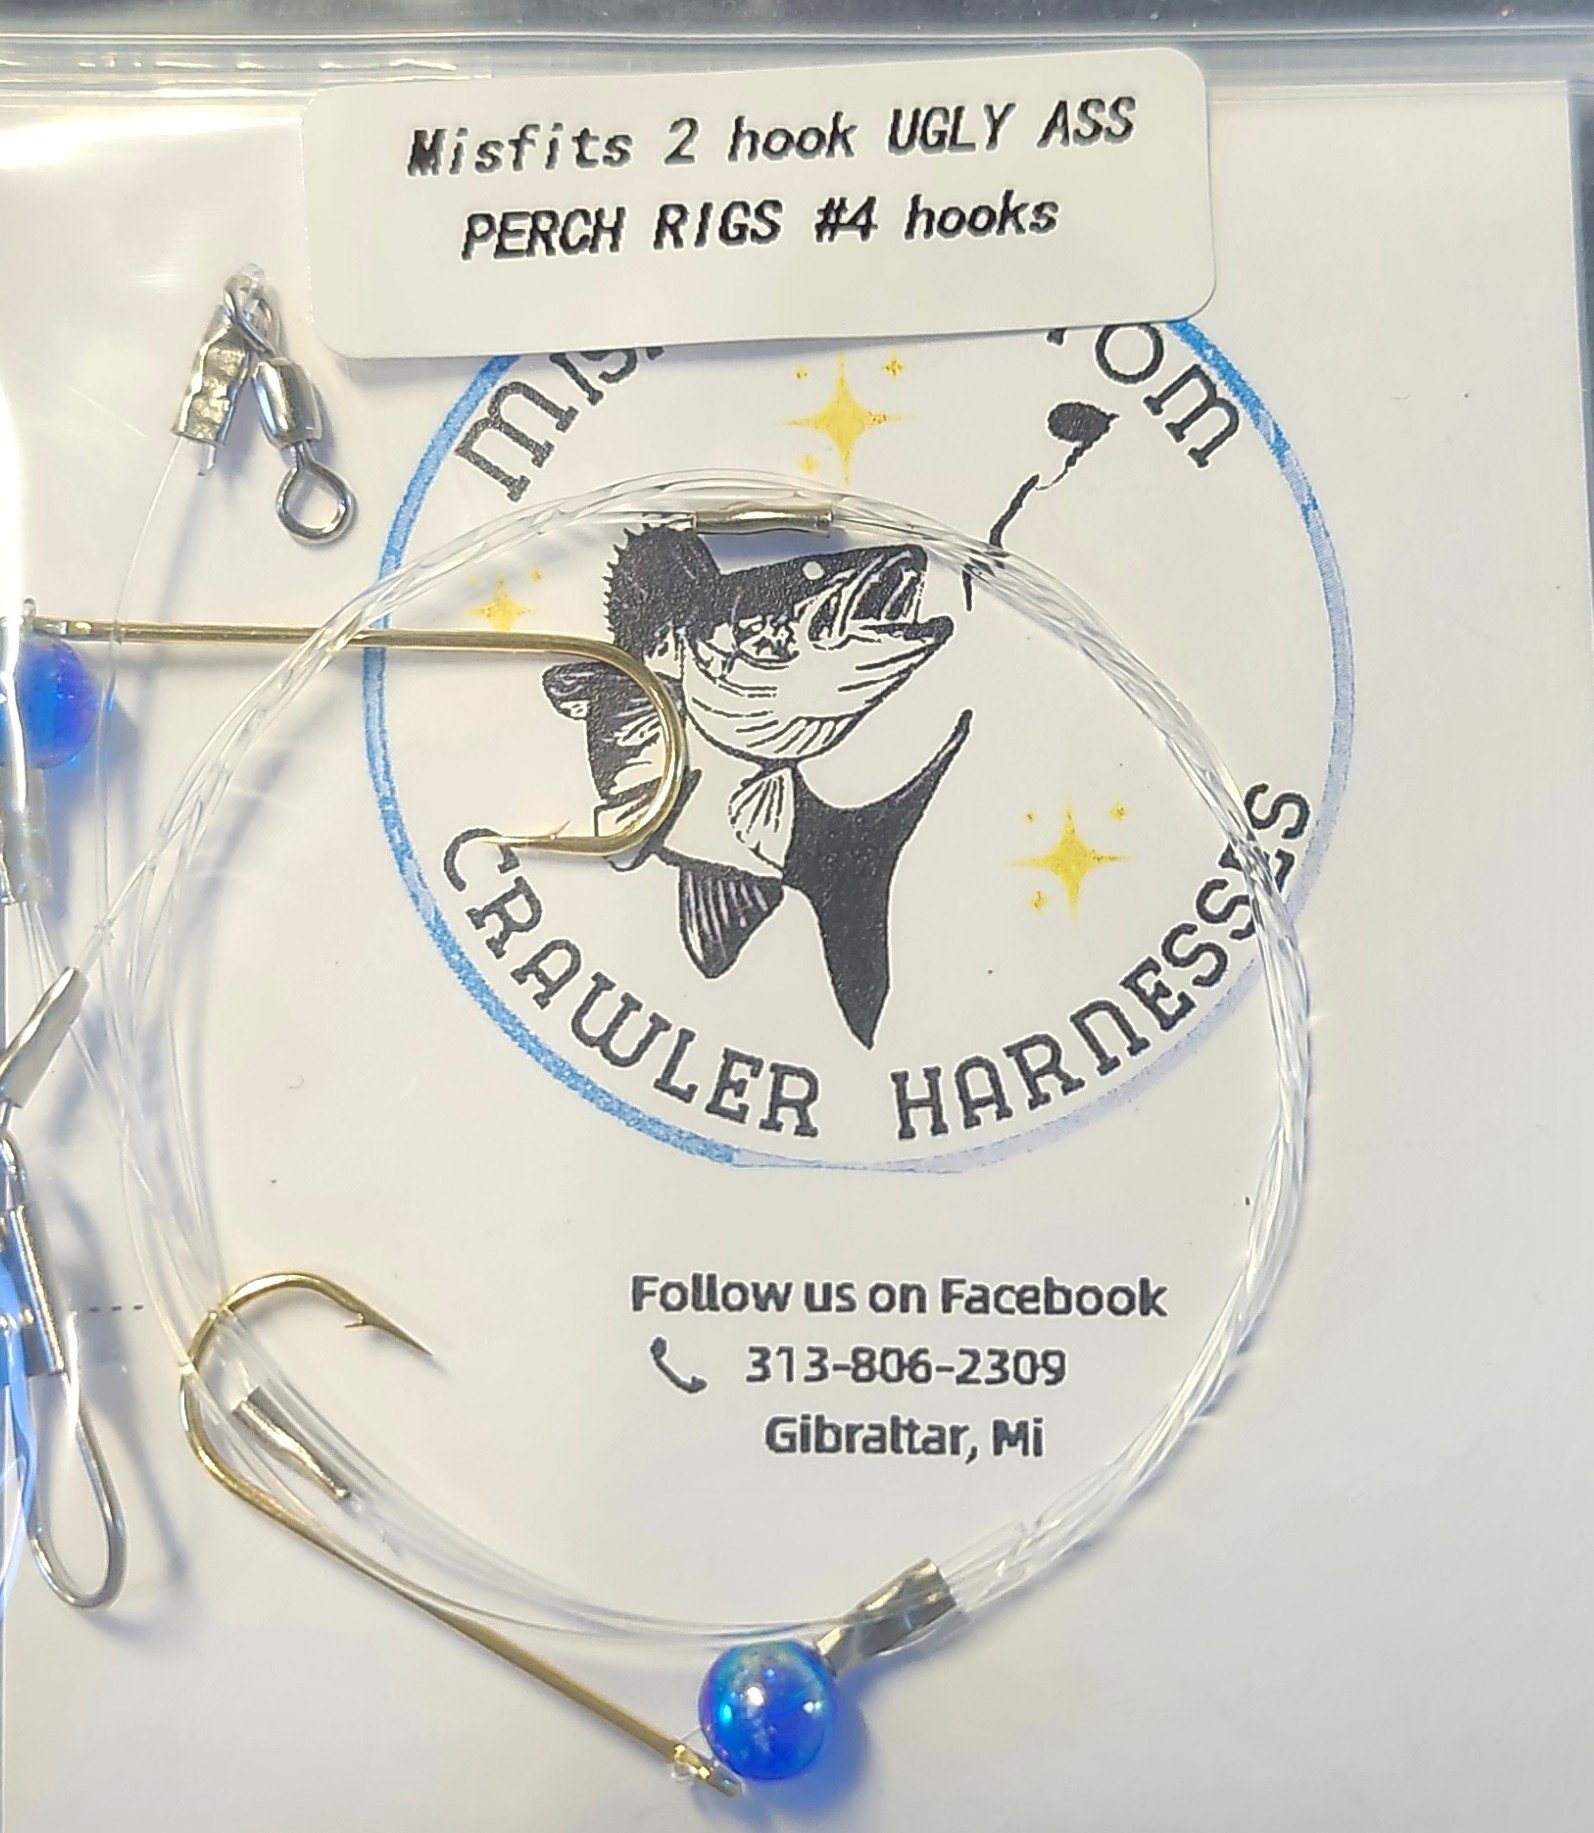 Misfits 2 hook UGLY ASS
PERCH RIGS #4 hooks
CRAWLER HARNESSES
Follow us on Facebook
313-806-2309
Gibraltar, Mi